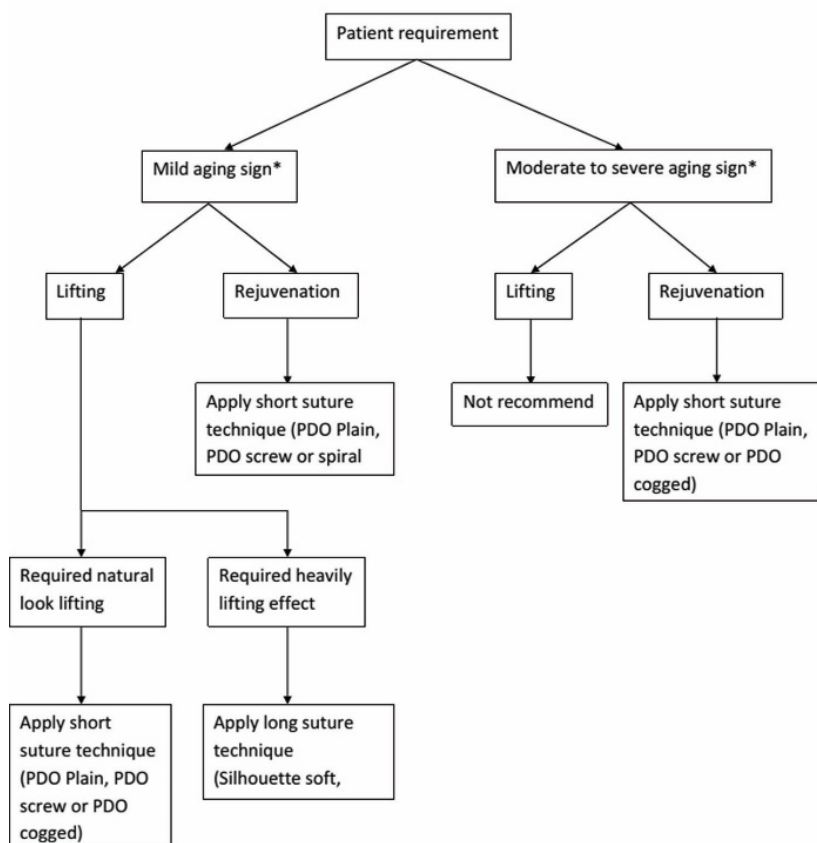 Patient requirement
Mild aging sign*
Moderate to severe aging sign*
Lifting
Rejuvenation
Lifting
Rejuvenation
Apply short suture
technique (PDO Plain,
PDO screw or spiral
Not recommend
Apply short suture
technique (PDO Plain,
PDO screw or PDO
cogged)
Required natural
look lifting
Required heavily
lifting effect
Apply short
suture technique
(PDO Plain, PDO
screw or PDO
cogged)
Apply long suture
technique
(Silhouette soft,